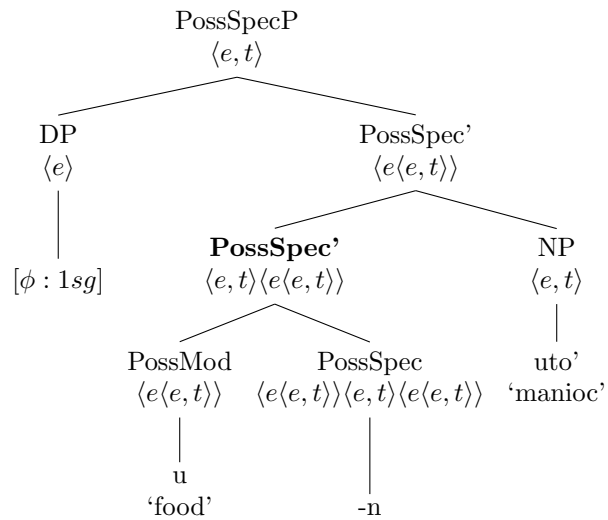 PossSpecP
⟨e, t⟩
DP PossSpec’
⟨e⟩ ⟨e⟨e, t⟩⟩
PossSpec’ NP
[ϕ : 1sg] ⟨e, t⟩⟨e⟨e, t⟩⟩ ⟨e, t⟩
PossMod PossSpec uto’
⟨e⟨e, t⟩⟩ ⟨e⟨e, t⟩⟩⟨e, t⟩⟨e⟨e, t⟩⟩ ‘manioc’
u
‘food’ -n